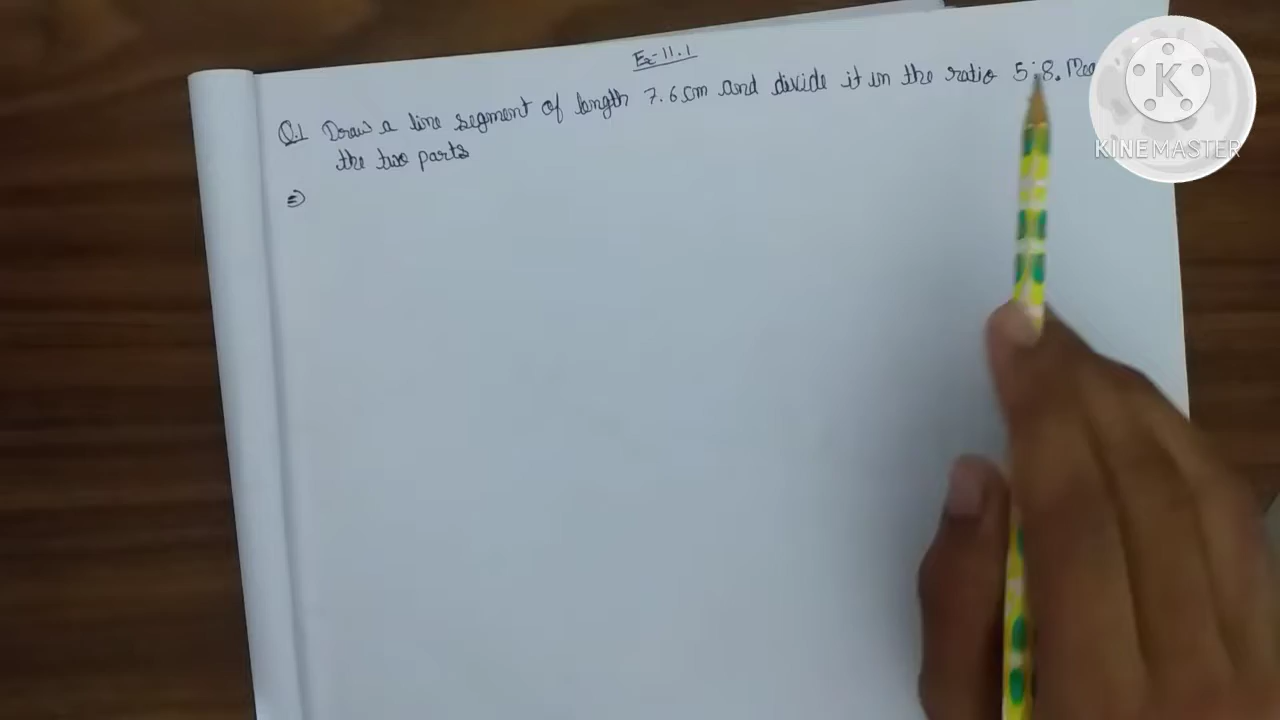 Ex-11.1
Q.1 Draw a line segment of length 7.6 cm and divide it in the ratio 5:8. Mea
the two parts
⇒
K
KINEMASTER